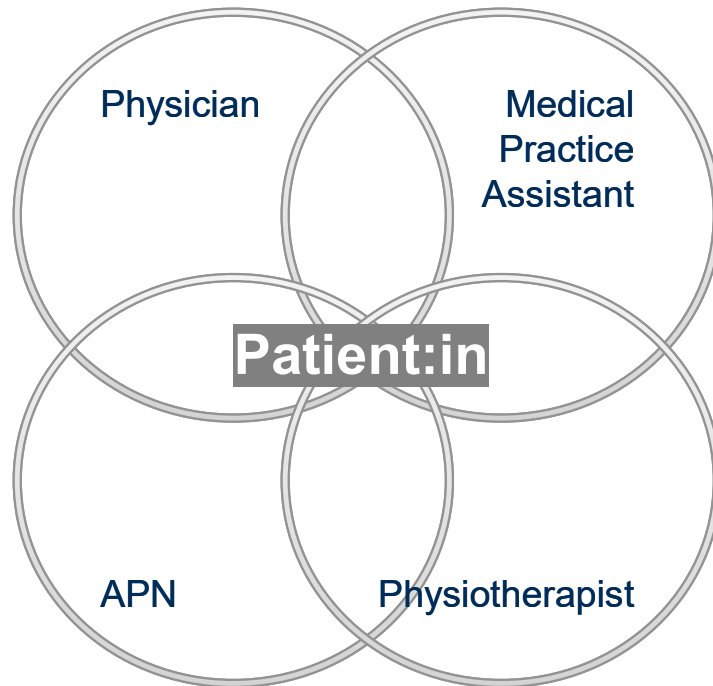 Physician
Medical
Practice
Assistant
Patient:in
APN
Physiotherapist